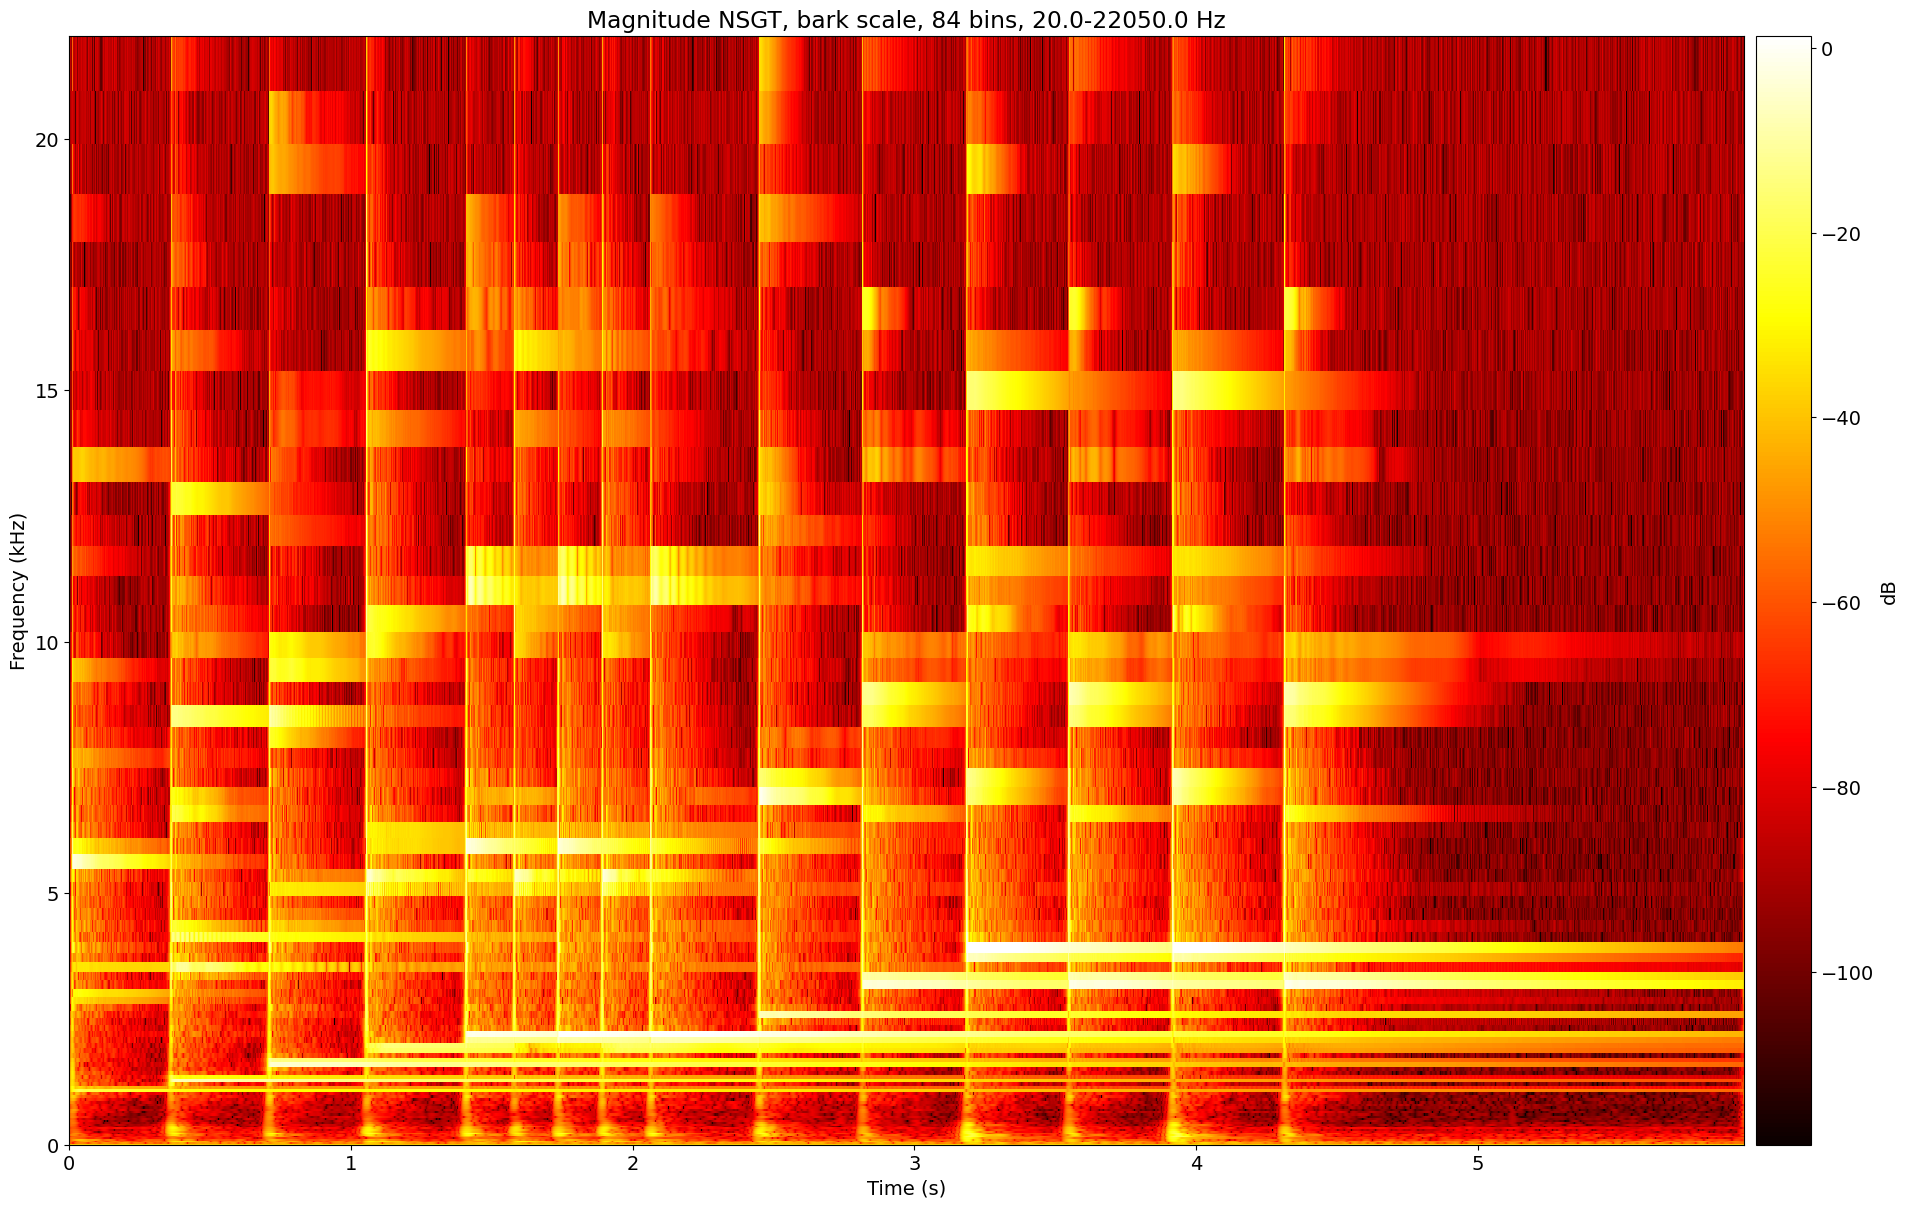 Magnitude NSGT, bark scale, 84 bins, 20.0-22050.0 Hz
Frequency (kHz)
20
15
10
5
0
0 1 2 3 4 5
Time (s)
0
−20
−40
−60
−80
−100
dB